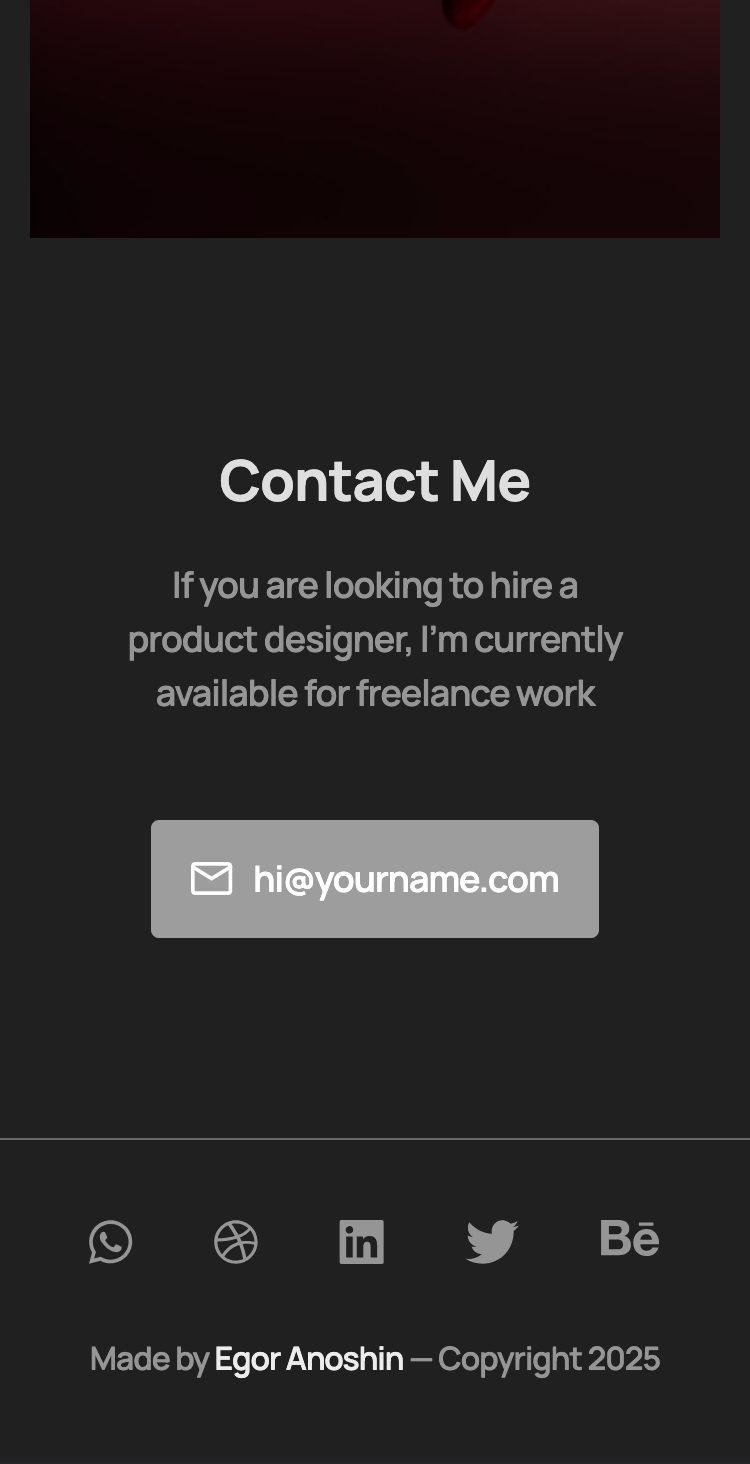 Contact Me
If you are looking to hire a
product designer, I’m currently
available for freelance work
hi@yourname.com
in
Bē
Made by Egor Anoshin — Copyright 2025